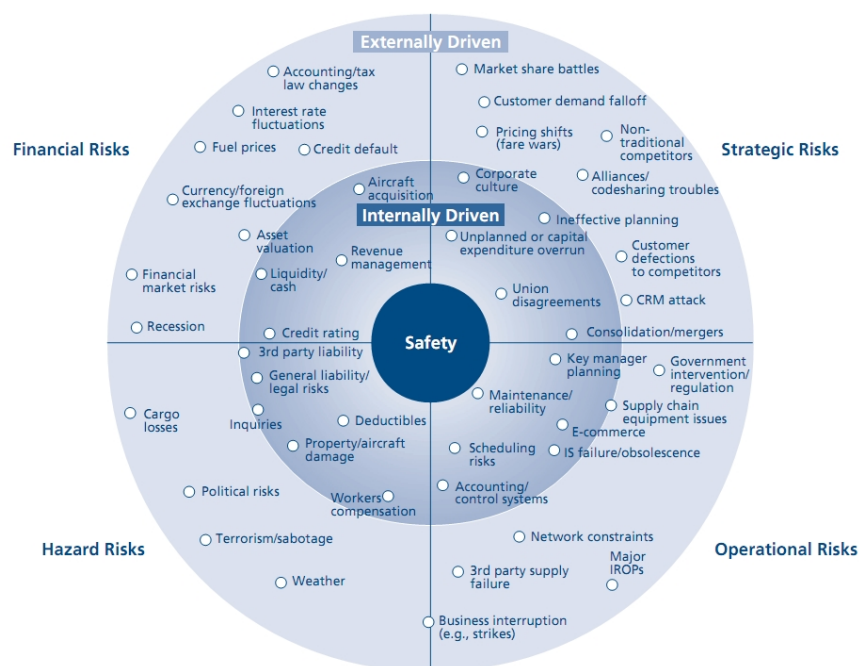 Externally Driven
Accounting/tax
law changes
Market share battles
Interest rate
fluctuations
Customer demand falloff
Financial Risks
Fuel prices
Credit default
Pricing shifts
(fare wars)
Non-
traditional
competitors
Strategic Risks
Currency/foreign
exchange fluctuations
Aircraft
acquisition
Corporate
culture
Alliances/
codesharing troubles
Internally Driven
Ineffective planning
Asset
valuation
Revenue
management
Unplanned or capital
expenditure overrun
Customer
defections
to competitors
Financial
market risks
Liquidity/
cash
Union
disagreements
CRM attack
Recession
Credit rating
Safety
Consolidation/mergers
3rd party liability
Key manager
planning
Government
intervention/
regulation
General liability/
legal risks
Maintenance/
reliability
Cargo
losses
Inquiries
Deductibles
Supply chain
equipment issues
E-commerce
Property/aircraft
damage
Scheduling
risks
IS failure/obsolescence
Political risks
Workers
compensation
Accounting/
control systems
Hazard Risks
Terrorism/sabotage
Network constraints
Operational Risks
Weather
3rd party supply
failure
Major
IROPs
Business interruption
(e.g., strikes)